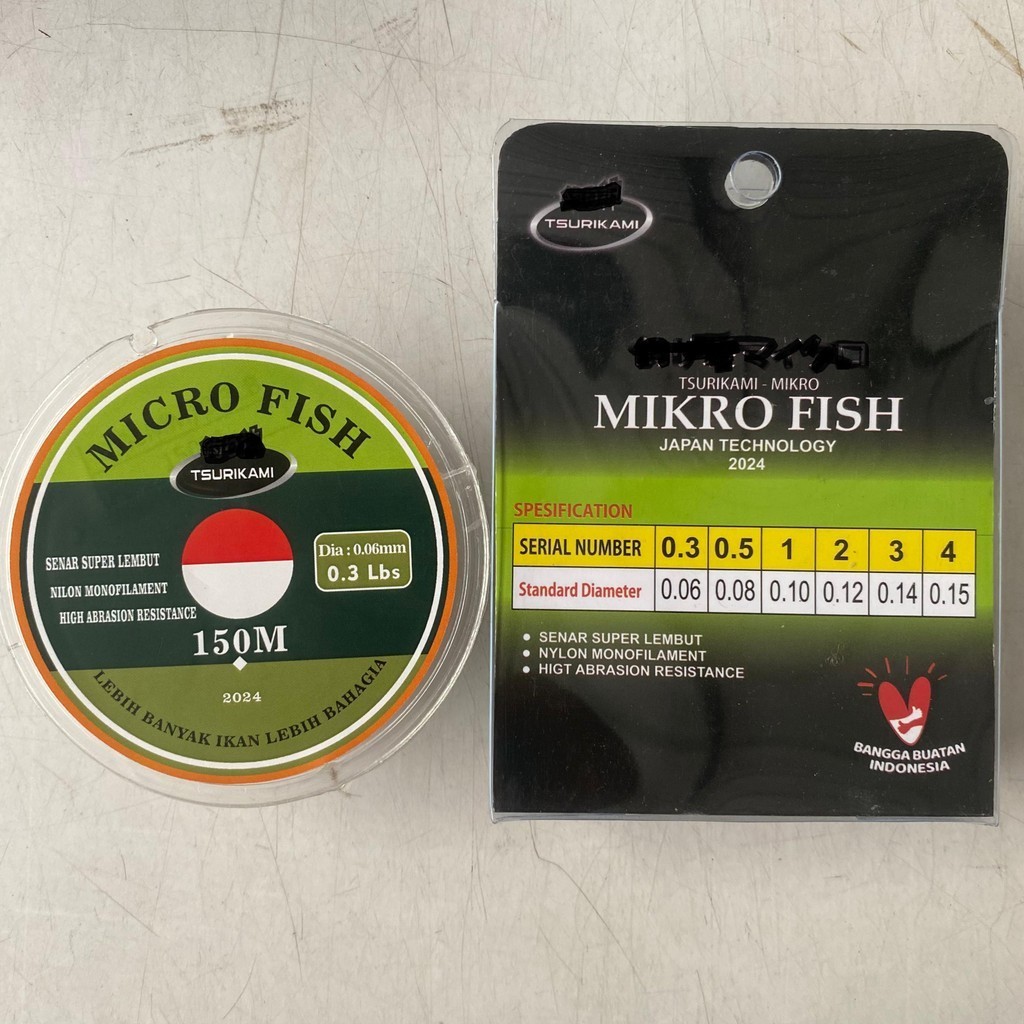 MICRO FISH
TSURIKAMI
SENAR SUPER LEMBUT
NILON MONOFILAMENT
HIGH ABRASION RESISTANCE
Dia : 0.06mm
0.3 Lbs
150M
2024
LEBIH BANYAK IKAN LEBIH BAHAGIA
TSURIKAMI
TSURIKAMI - MIKRO
MIKRO FISH
JAPAN TECHNOLOGY
2024
SPESIFICATION
SERIAL NUMBER 0.3 0.5 1 2 3 4
Standard Diameter 0.06 0.08 0.10 0.12 0.14 0.15
• SENAR SUPER LEMBUT
• NYLON MONOFILAMENT
• HIGT ABRASION RESISTANCE
BANGGA BUATAN
INDONESIA